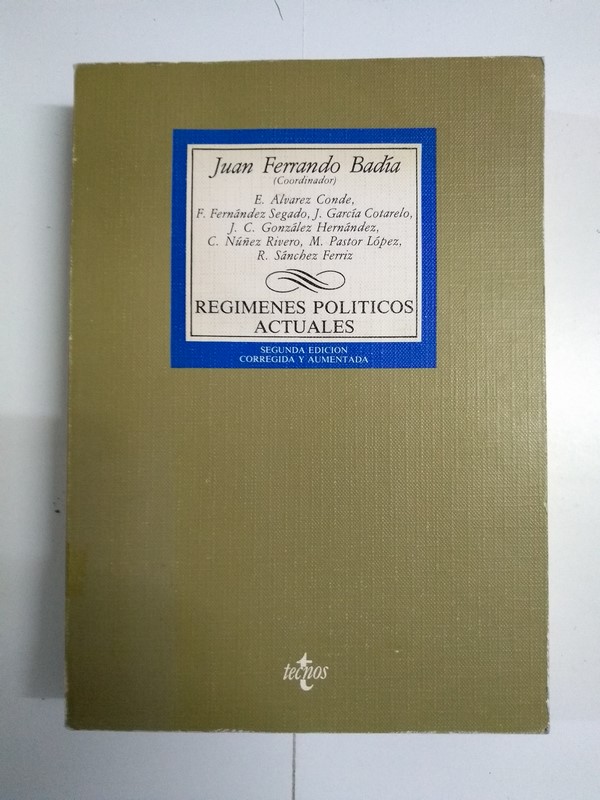 Juan Ferrando Badía
(Coordinador)
E. Alvarez Conde,
F. Fernández Segado, J. García Cotarelo,
J. C. González Hernández,
C. Núñez Rivero, M. Pastor López,
R. Sánchez Ferriz
REGIMENES POLITICOS
ACTUALES
SEGUNDA EDICION
CORREGIDA Y AUMENTADA
tecnos